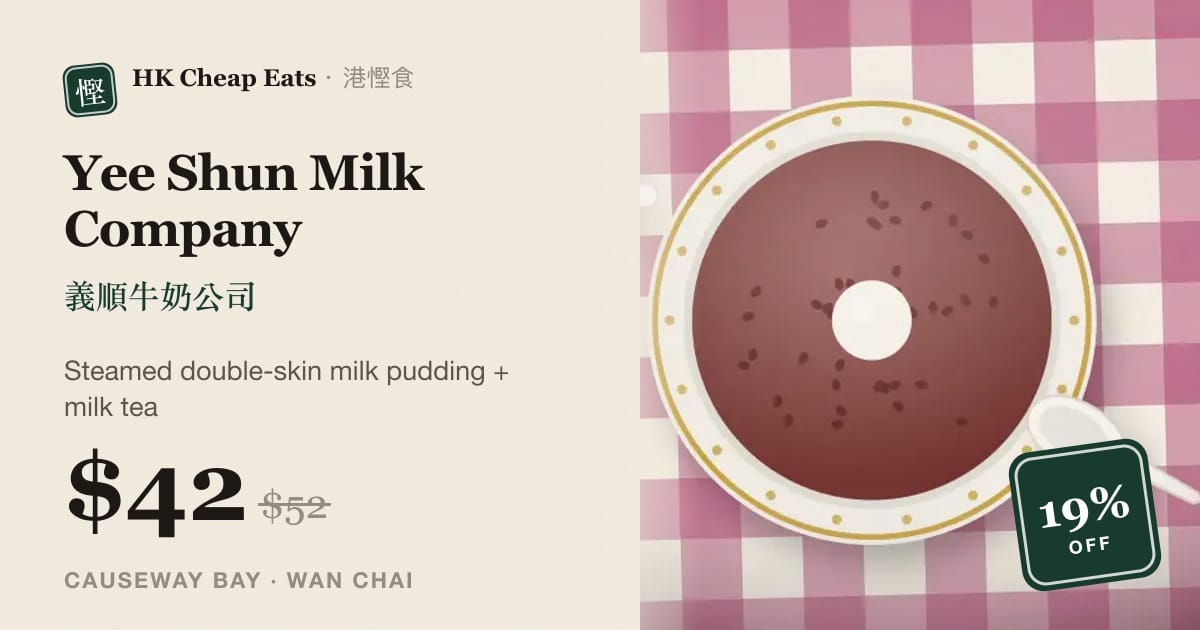 慳
HK Cheap Eats · 港慳食
Yee Shun Milk
Company
義順牛奶公司
Steamed double-skin milk pudding +
milk tea
$42 $52
CAUSEWAY BAY · WAN CHAI
19%
OFF